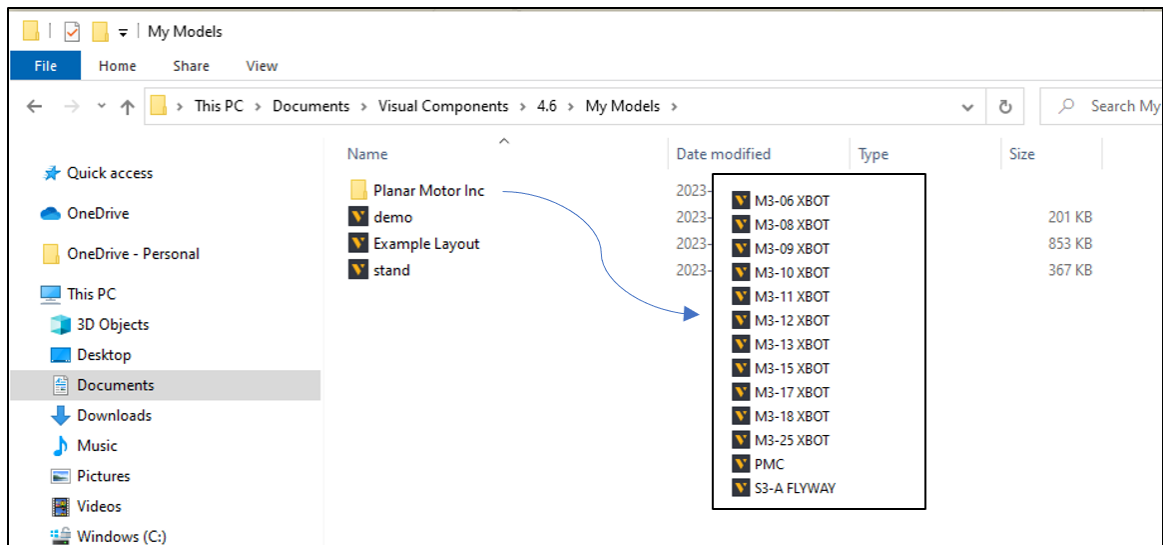 My Models
File Home Share View
This PC > Documents > Visual Components > 4.6 > My Models >
Search My
Name Date modified Type Size
Quick access
OneDrive
OneDrive - Personal
This PC
3D Objects
Desktop
Documents
Downloads
Music
Pictures
Videos
Windows (C:)
Planar Motor Inc 2023-
demo 2023- 201 KB
Example Layout 2023- 853 KB
stand 2023- 367 KB
M3-06 XBOT
M3-08 XBOT
M3-09 XBOT
M3-10 XBOT
M3-11 XBOT
M3-12 XBOT
M3-13 XBOT
M3-15 XBOT
M3-17 XBOT
M3-18 XBOT
M3-25 XBOT
PMC
S3-A FLYWAY